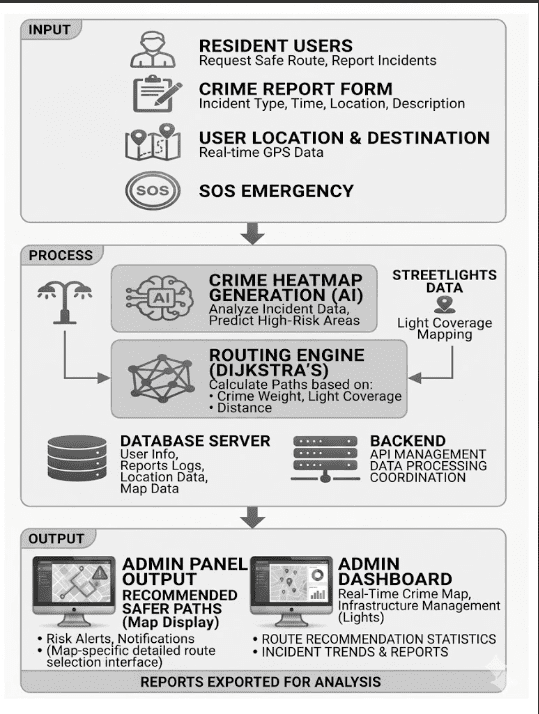 INPUT
RESIDENT USERS
Request Safe Route, Report Incidents
CRIME REPORT FORM
Incident Type, Time, Location, Description
USER LOCATION & DESTINATION
Real-time GPS Data
SOS
SOS EMERGENCY
PROCESS
AI
CRIME HEATMAP
GENERATION (AI)
Analyze Incident Data,
Predict High-Risk Areas
STREETLIGHTS
DATA
Light Coverage
Mapping
ROUTING ENGINE
(DIJKSTRA'S)
Calculate Paths based on:
• Crime Weight, Light Coverage
• Distance
DATABASE SERVER
User Info,
Reports Logs,
Location Data,
Map Data
BACKEND
API MANAGEMENT
DATA PROCESSING
COORDINATION
OUTPUT
ADMIN PANEL
OUTPUT
RECOMMENDED
SAFER PATHS
(Map Display)
• Risk Alerts, Notifications
• (Map-specific detailed route
selection interface)
ADMIN
DASHBOARD
Real-Time Crime Map,
Infrastructure Management
(Lights)
• ROUTE RECOMMENDATION STATISTICS
• INCIDENT TRENDS & REPORTS
REPORTS EXPORTED FOR ANALYSIS